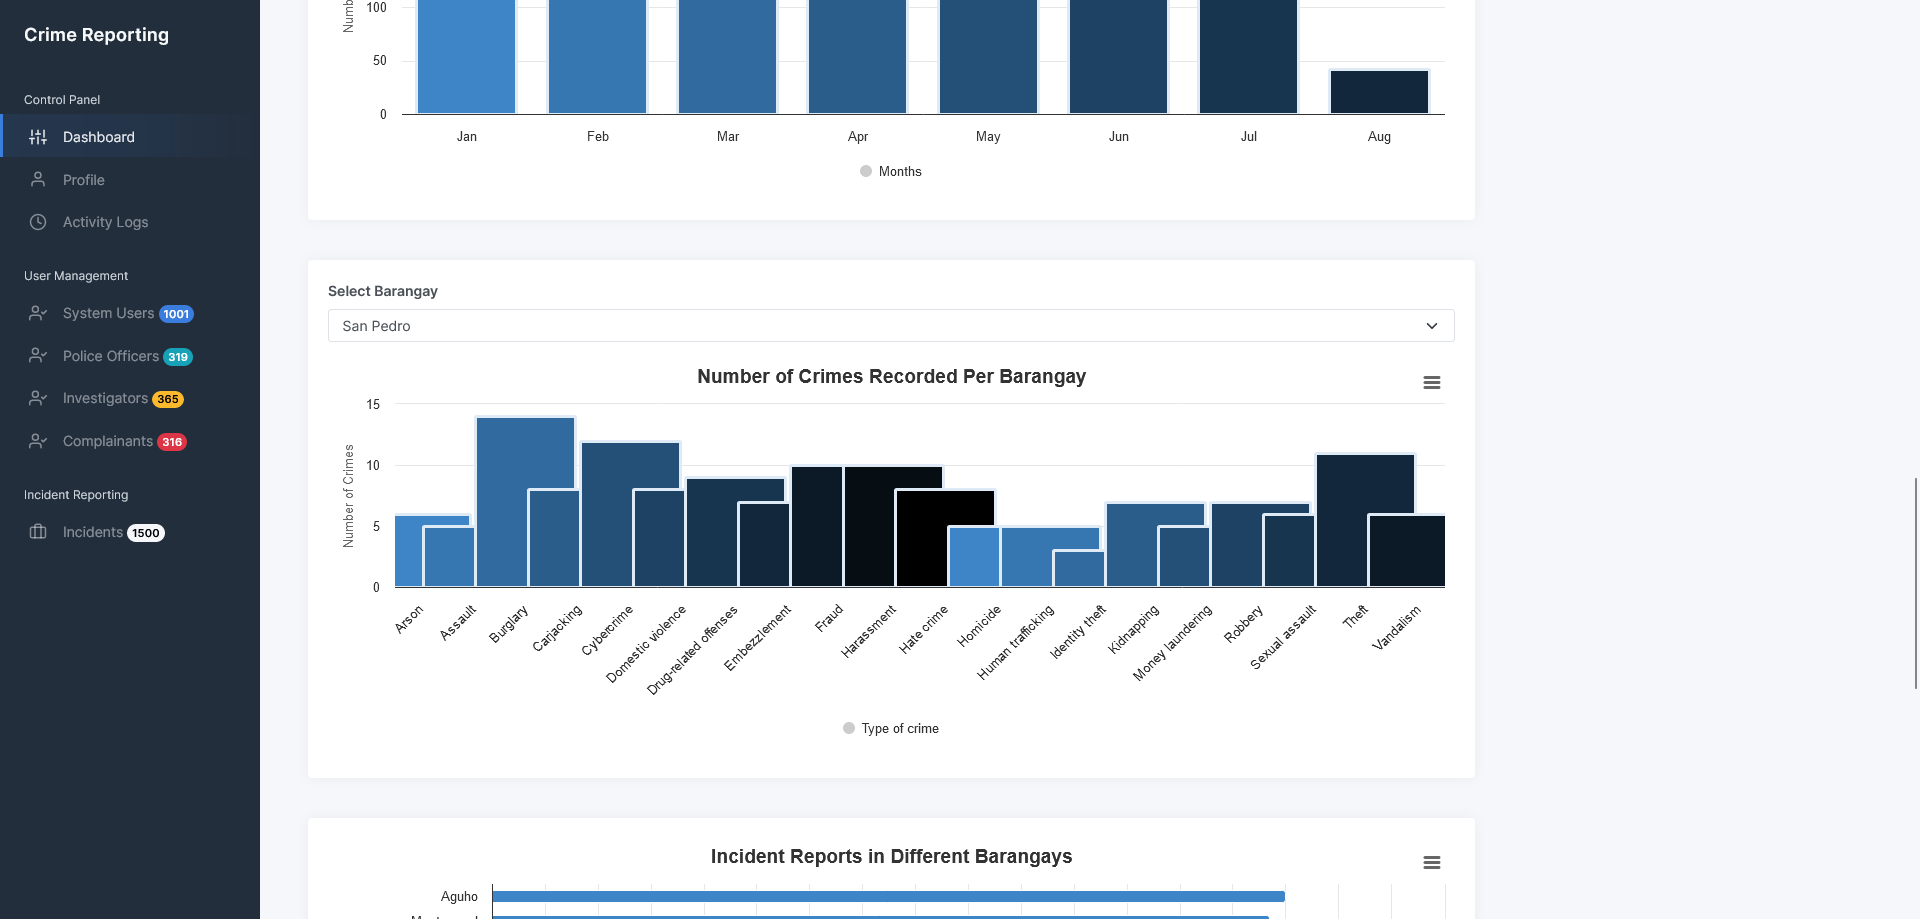 Crime Reporting
Control Panel
Dashboard
Profile
Activity Logs
User Management
System Users 1001
Police Officers 319
Investigators 365
Complainants 316
Incident Reporting
Incidents 1500
100
50
0
Jan Feb Mar Apr May Jun Jul Aug
Months
Select Barangay
San Pedro
Number of Crimes Recorded Per Barangay
Number of Crimes
15
10
5
0
Arson
Assault
Burglary
Carjacking
Cybercrime
Domestic violence
Drug-related offenses
Embezzlement
Fraud
Harassment
Hate crime
Homicide
Human trafficking
Identity theft
Kidnapping
Money laundering
Robbery
Sexual assault
Theft
Vandalism
Type of crime
Incident Reports in Different Barangays
Aguho